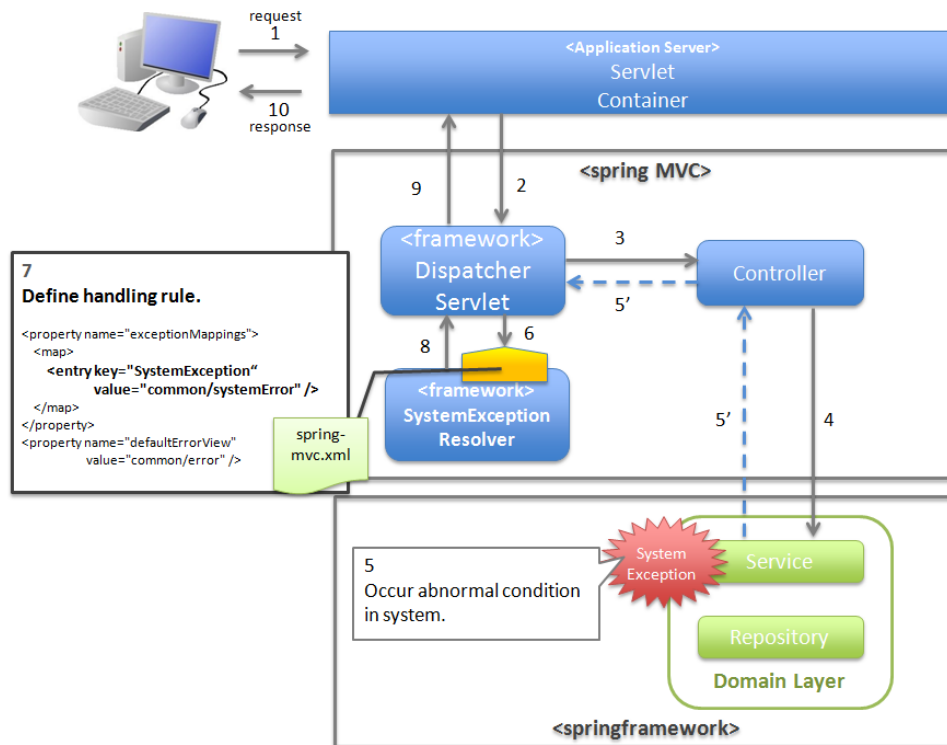 request
1
10
response
<Application Server>
Servlet
Container
<spring MVC>
9
2
<framework>
Dispatcher
Servlet
3
5’
Controller
7
Define handling rule.
<property name="exceptionMappings">
<map>
<entry key="SystemException“
value="common/systemError" />
</map>
</property>
<property name="defaultErrorView"
value="common/error" />
spring-
mvc.xml
8
6
<framework>
SystemException
Resolver
5’
4
5
Occur abnormal condition
in system.
System
Exception
Service
Repository
Domain Layer
<springframework>